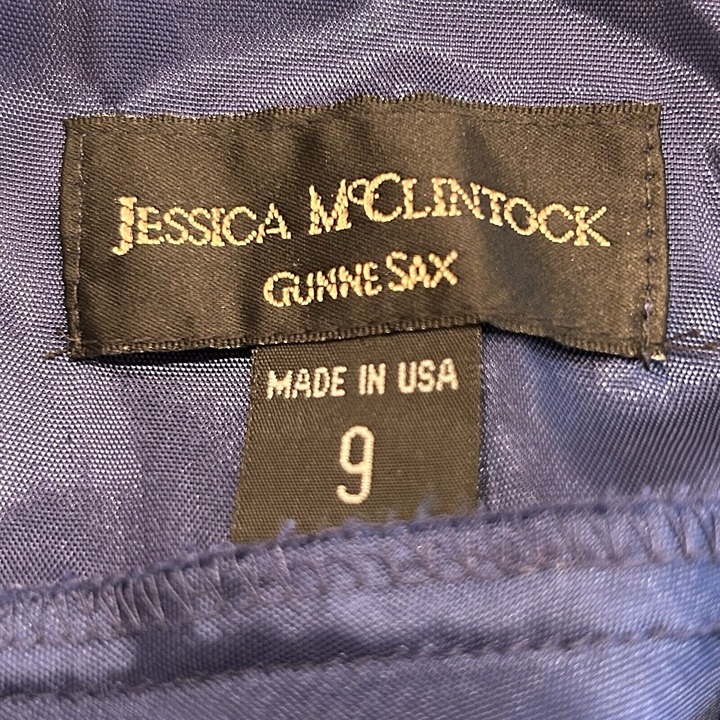 JESSICA McCLINTOCK
GUNNE SAX
MADE IN USA
9